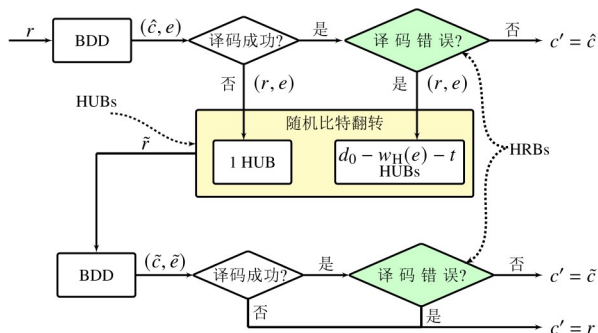 r
BDD
(ĉ, e)
译码成功?
是
译 码 错 误?
否
c′ = ĉ
否
(r, e)
是
(r, e)
HUBs
随机比特翻转
r̃
1 HUB
d₀ − w_H(e) − t
HUBs
HRBs
BDD
(c̃, ẽ)
译码成功?
是
译 码 错 误?
否
c′ = c̃
否
是
c′ = r